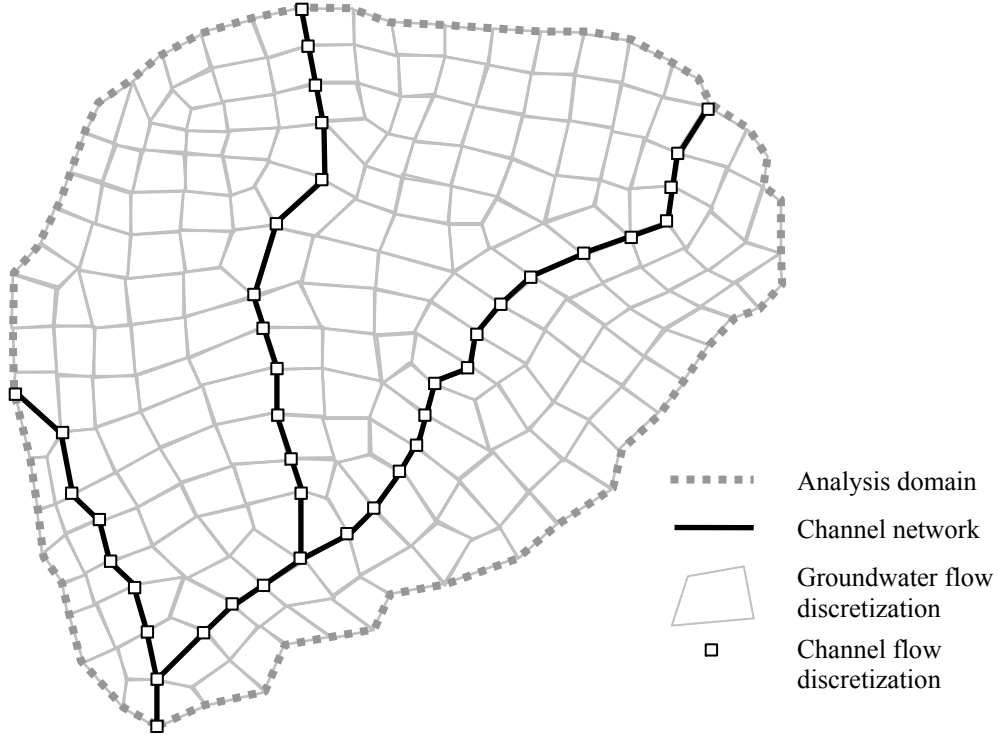 Analysis domain
Channel network
Groundwater flow
discretization
Channel flow
discretization